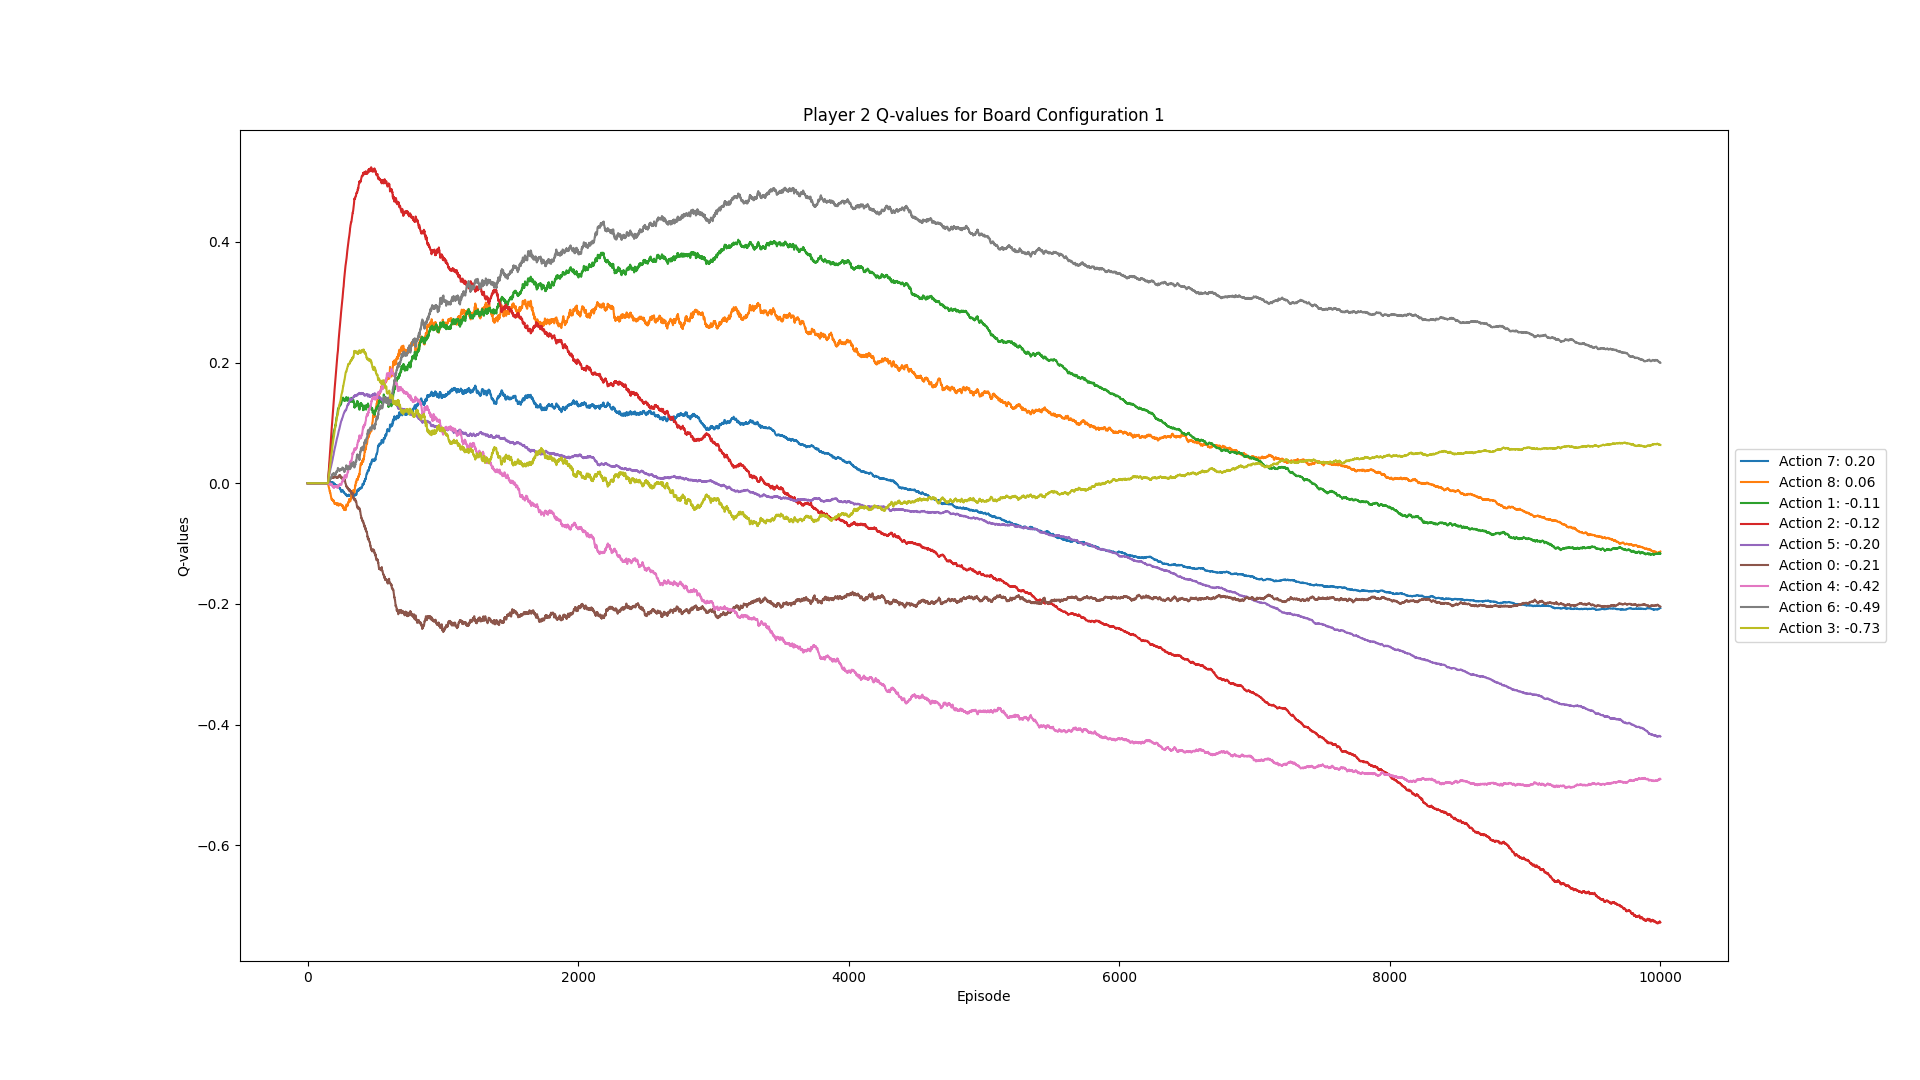 Player 2 Q-values for Board Configuration 1
Q-values
0.4
0.2
0.0
−0.2
−0.4
−0.6
0
2000
4000
6000
8000
10000
Episode
Action 7: 0.20
Action 8: 0.06
Action 1: -0.11
Action 2: -0.12
Action 5: -0.20
Action 0: -0.21
Action 4: -0.42
Action 6: -0.49
Action 3: -0.73